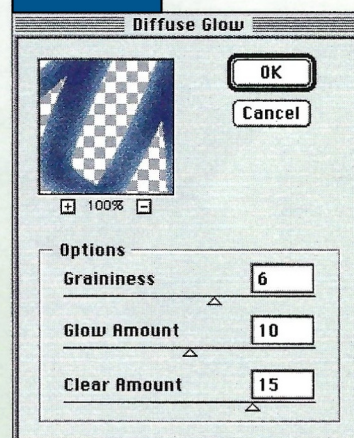 Diffuse Glow
OK
Cancel
+ 100% -
Options
Graininess 6
Glow Amount 10
Clear Amount 15